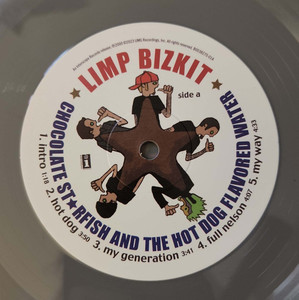 LIMP BIZKIT
side a
CHOCOLATE ST★RFISH AND THE HOT DOG FLAVORED WATER
1. intro 1:18 2. hot dog 3:50 3. my generation 3:41 4. full nelson 4:07 5. my way 4:33